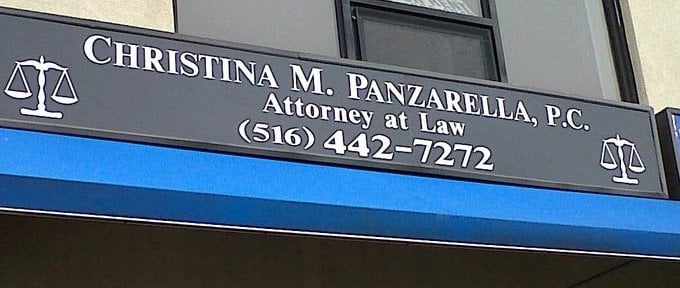 CHRISTINA M. PANZARELLA, P.C.
Attorney at Law
(516) 442-7272